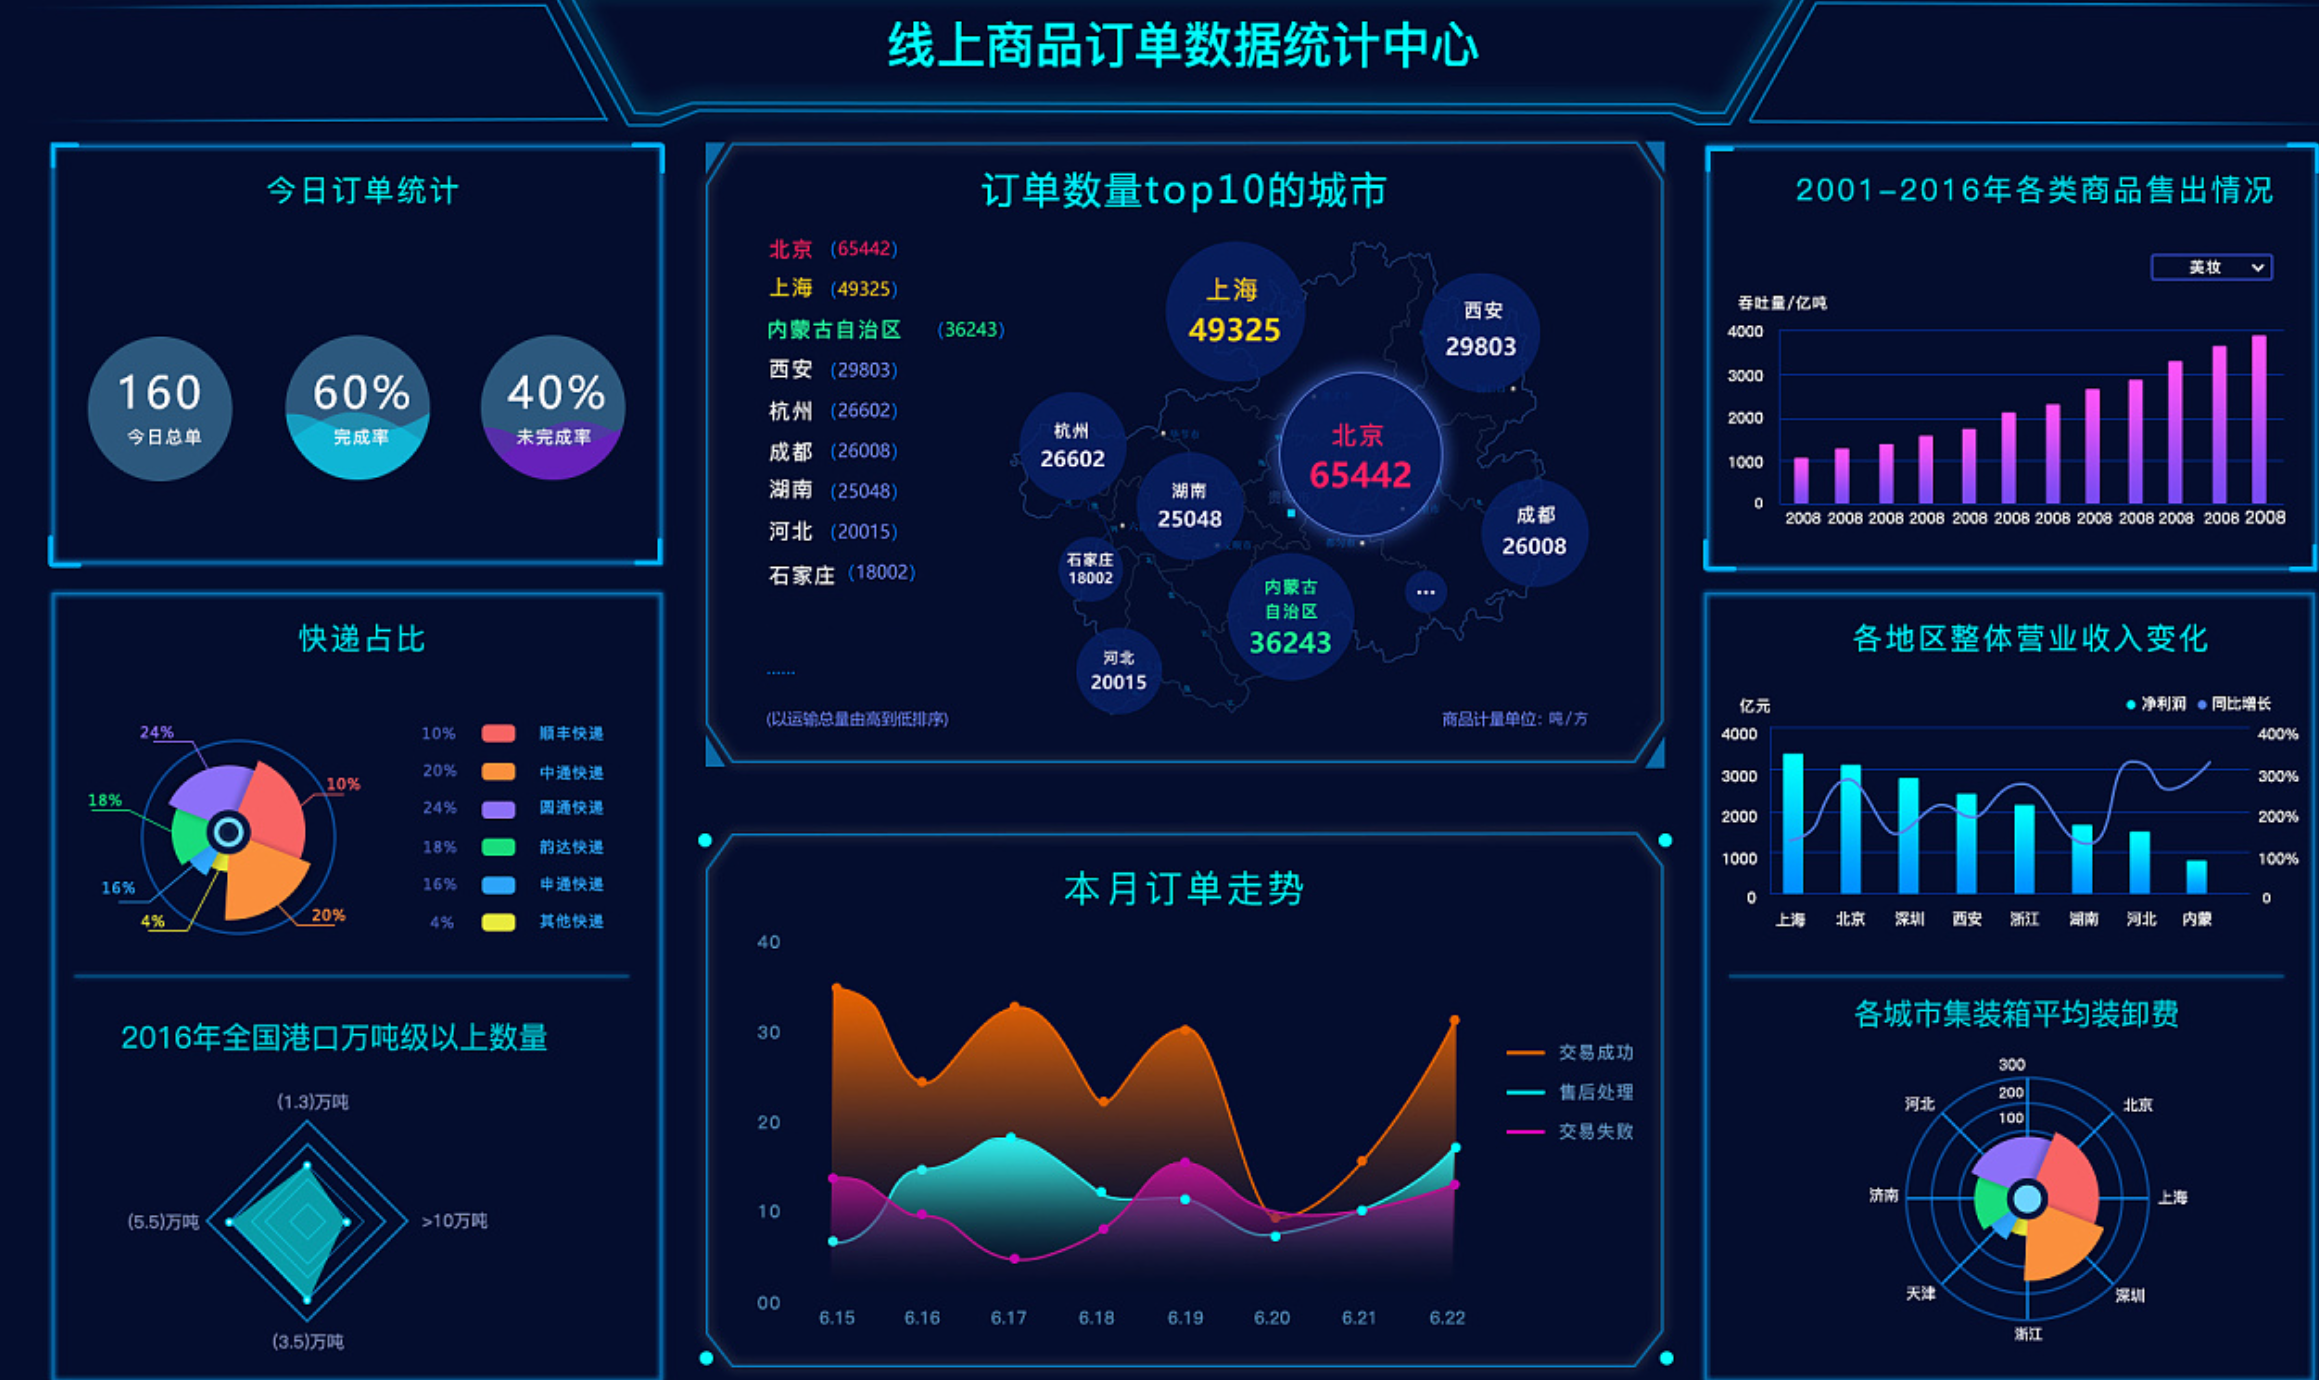 线上商品订单数据统计中心
今日订单统计
160
今日总单
60%
完成率
40%
未完成率
快递占比
24%
10%
18%
16%
4%
20%
10% 顺丰快递
20% 中通快递
24% 圆通快递
18% 韵达快递
16% 申通快递
4% 其他快递
2016年全国港口万吨级以上数量
(1.3)万吨
(5.5)万吨
>10万吨
(3.5)万吨
订单数量top10的城市
北京 (65442)
上海 (49325)
内蒙古自治区 (36243)
西安 (29803)
杭州 (26602)
成都 (26008)
湖南 (25048)
河北 (20015)
石家庄 (18002)
......
(以运输总量由高到低排序)
上海
49325
西安
29803
北京
65442
杭州
26602
湖南
25048
成都
26008
石家庄
18002
内蒙古
自治区
36243
...
河北
20015
商品计量单位：吨/方
本月订单走势
40
30
20
10
00
6.15 6.16 6.17 6.18 6.19 6.20 6.21 6.22
交易成功
售后处理
交易失败
2001-2016年各类商品售出情况
美妆
吞吐量/亿吨
4000
3000
2000
1000
0
2008 2008 2008 2008 2008 2008 2008 2008 2008 2008 2008 2008
各地区整体营业收入变化
亿元
净利润 同比增长
4000 400%
3000 300%
2000 200%
1000 100%
0 0
上海 北京 深圳 西安 浙江 湖南 河北 内蒙
各城市集装箱平均装卸费
300
200
100
河北
北京
济南
上海
天津
深圳
浙江